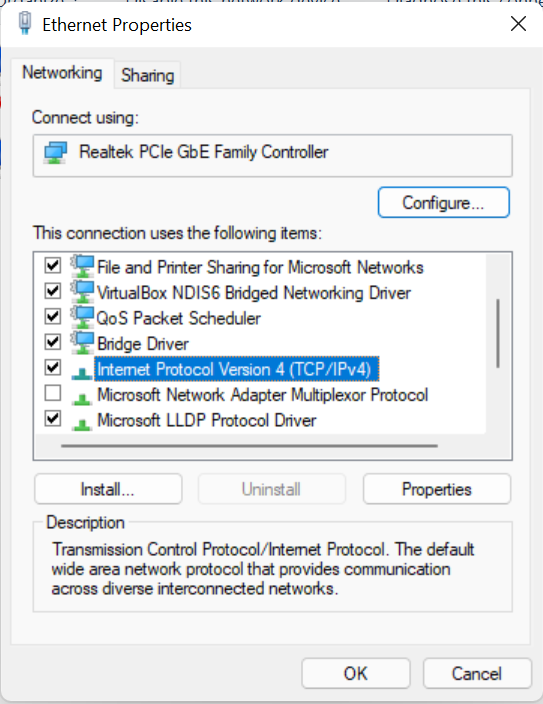 Ethernet Properties
Networking
Sharing
Connect using:
Realtek PCIe GbE Family Controller
Configure...
This connection uses the following items:
File and Printer Sharing for Microsoft Networks
VirtualBox NDIS6 Bridged Networking Driver
QoS Packet Scheduler
Bridge Driver
Internet Protocol Version 4 (TCP/IPv4)
Microsoft Network Adapter Multiplexor Protocol
Microsoft LLDP Protocol Driver
Install...
Uninstall
Properties
Description
Transmission Control Protocol/Internet Protocol. The default
wide area network protocol that provides communication
across diverse interconnected networks.
OK
Cancel